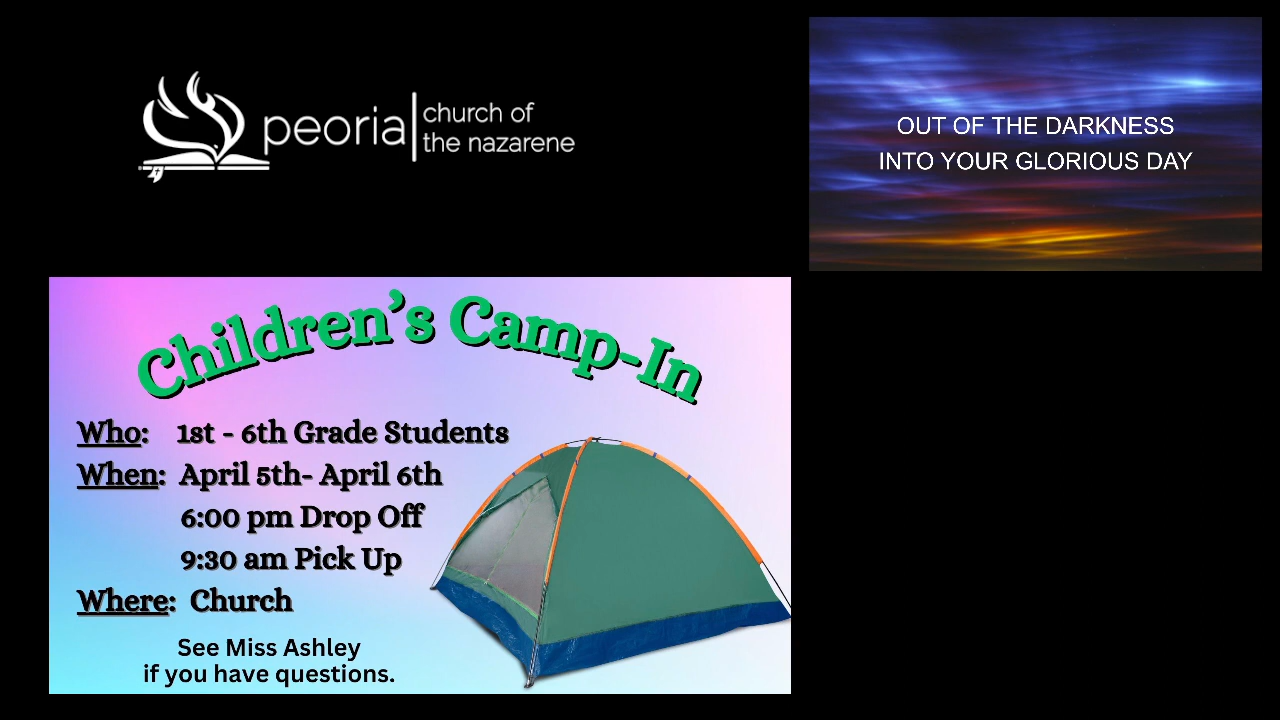 peoria
church of
the nazarene
OUT OF THE DARKNESS
INTO YOUR GLORIOUS DAY
Children's Camp-In
Who: 1st - 6th Grade Students
When: April 5th- April 6th
6:00 pm Drop Off
9:30 am Pick Up
Where: Church
See Miss Ashley
if you have questions.